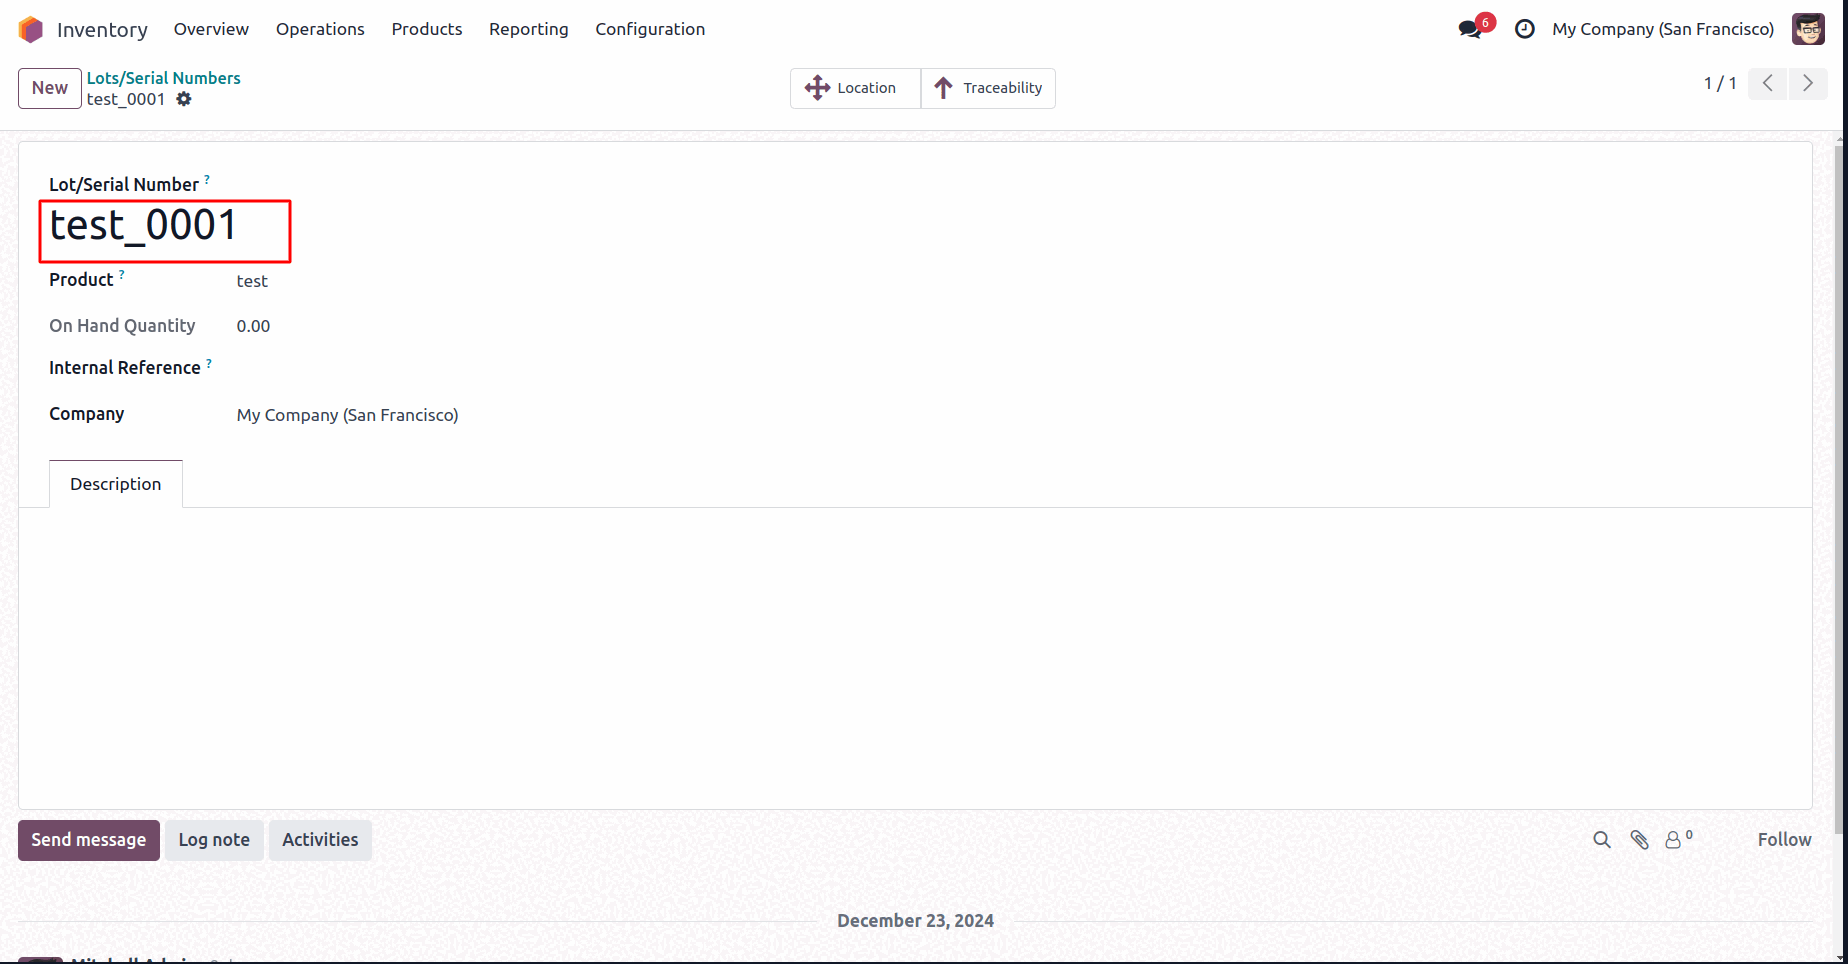 Inventory Overview Operations Products Reporting Configuration 6 My Company (San Francisco)
New Lots/Serial Numbers
test_0001
Location Traceability 1 / 1
Lot/Serial Number ?
test_0001
Product ? test
On Hand Quantity 0.00
Internal Reference ?
Company My Company (San Francisco)
Description
Send message Log note Activities 0 Follow
December 23, 2024